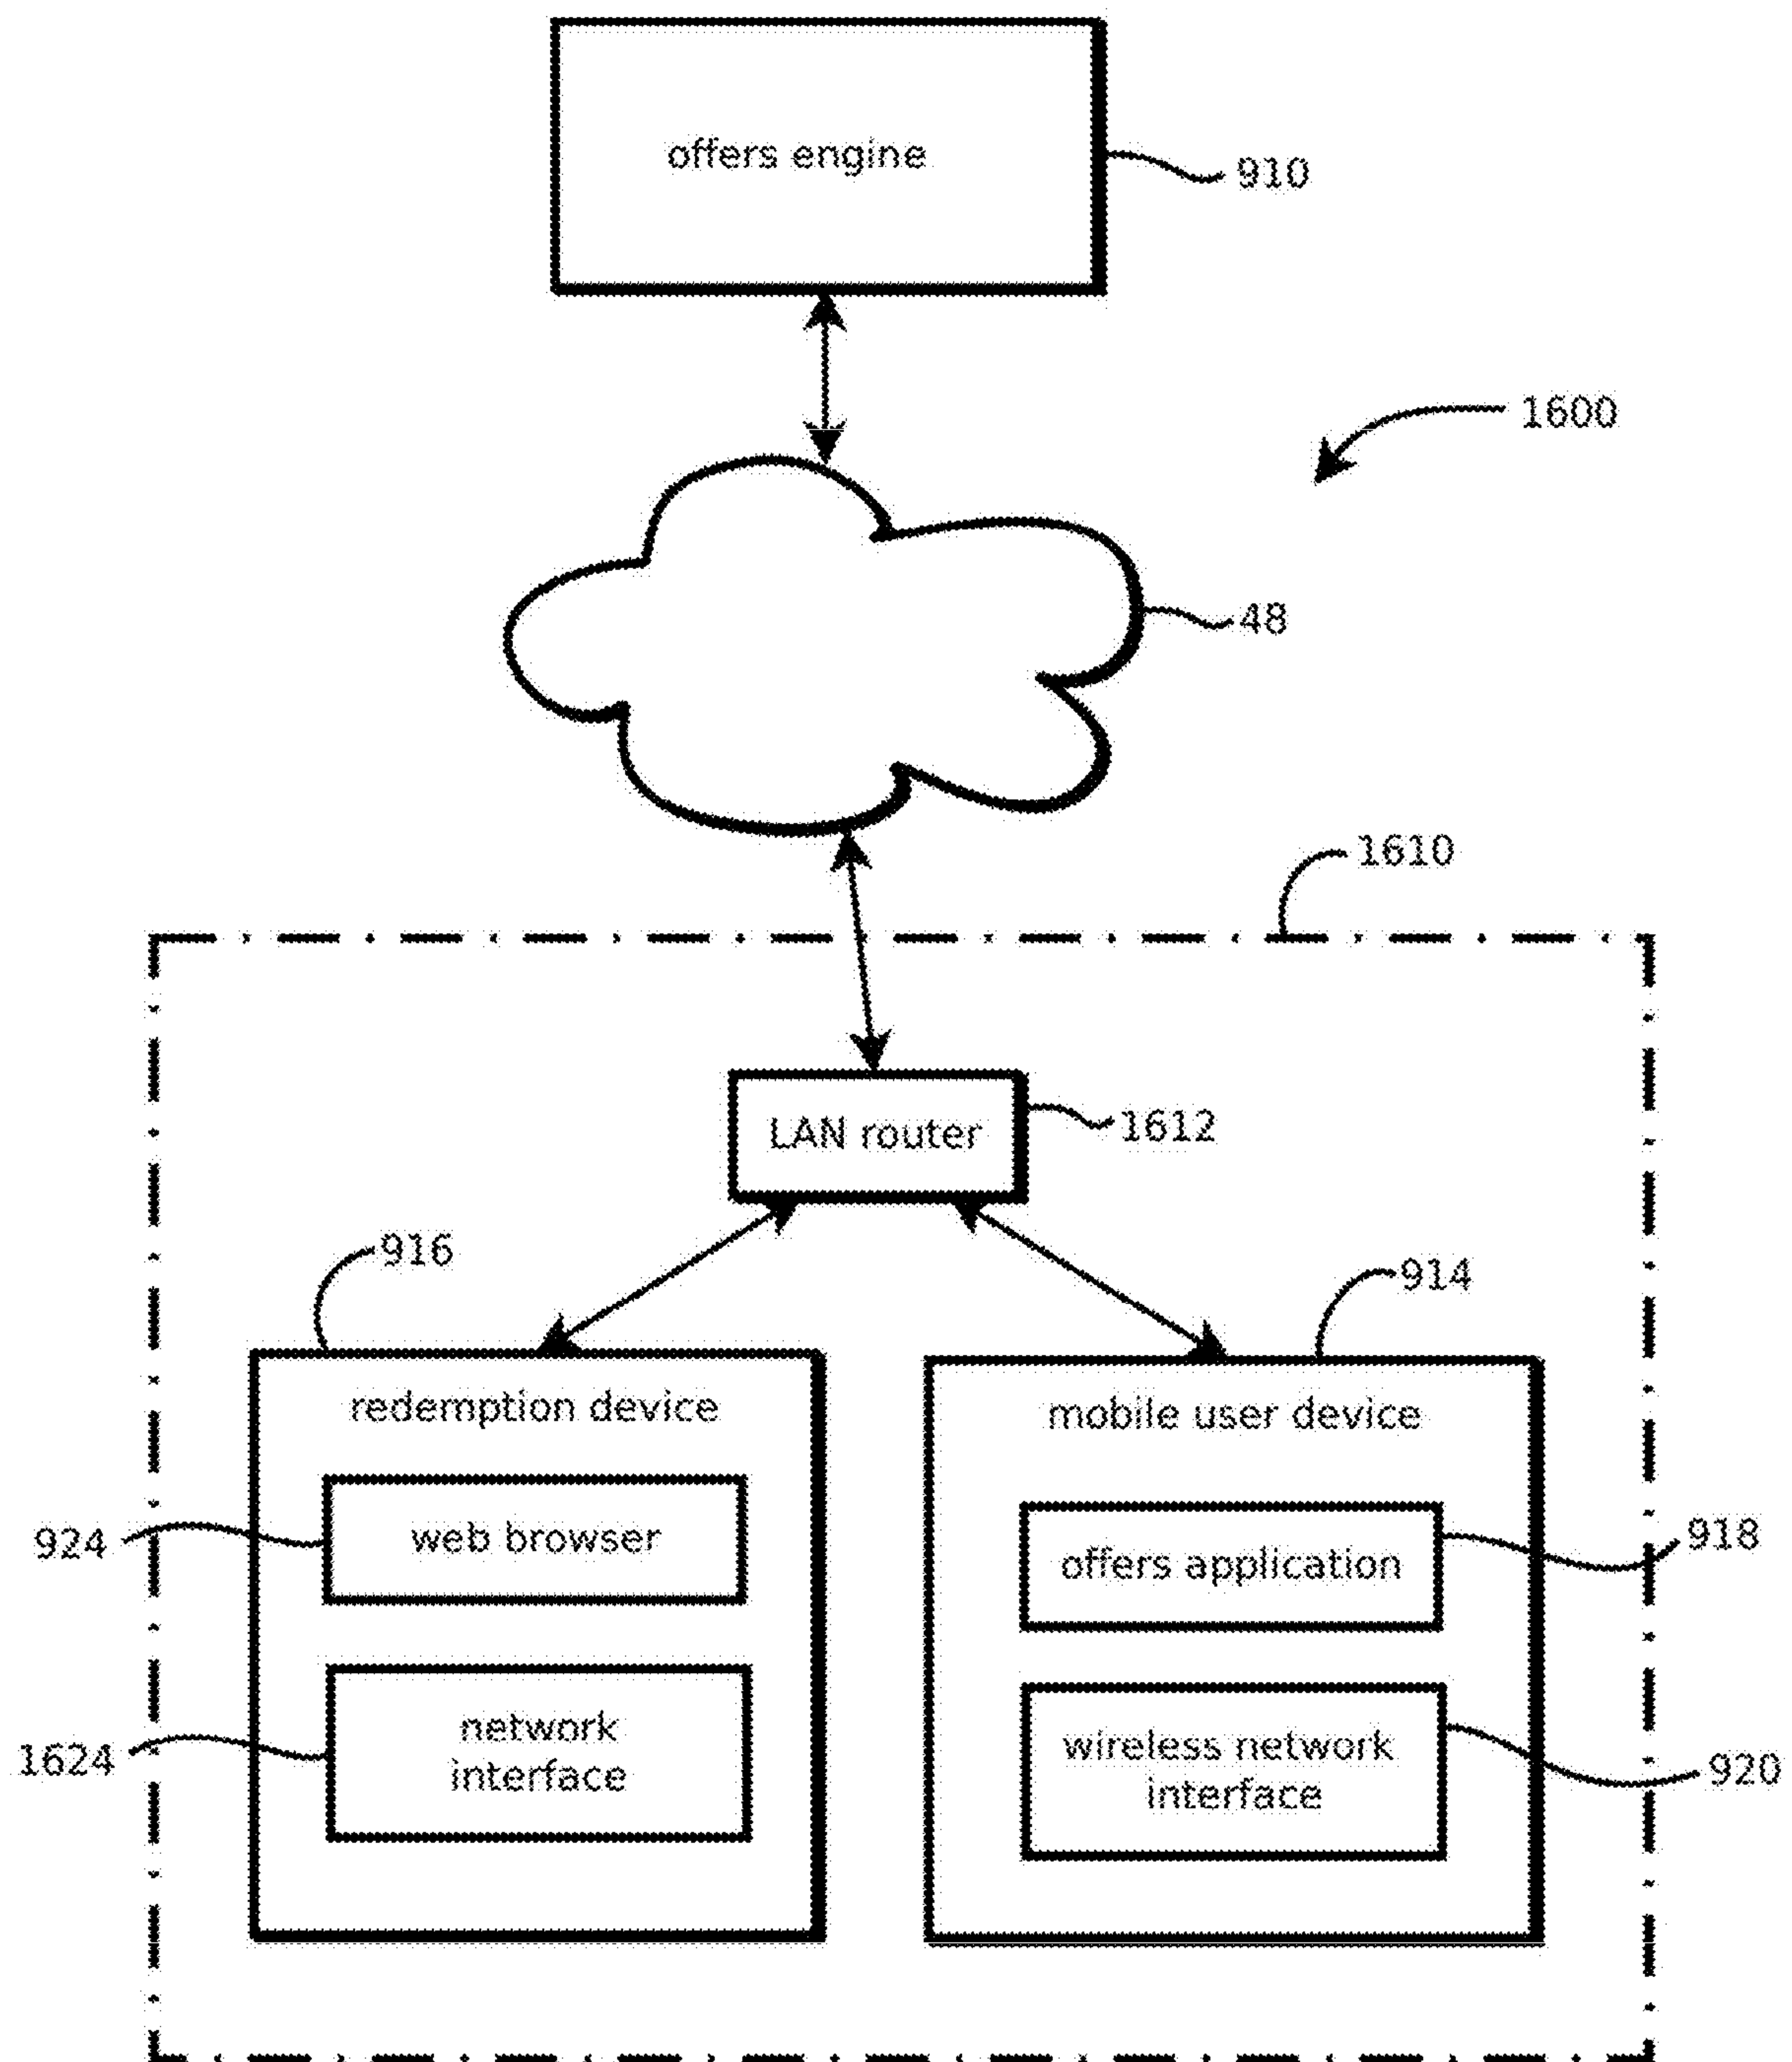 offers engine
910
1600
48
1610
LAN router
1612
916
914
redemption device
mobile user device
924
web browser
offers application
918
1624
network
interface
wireless network
interface
920